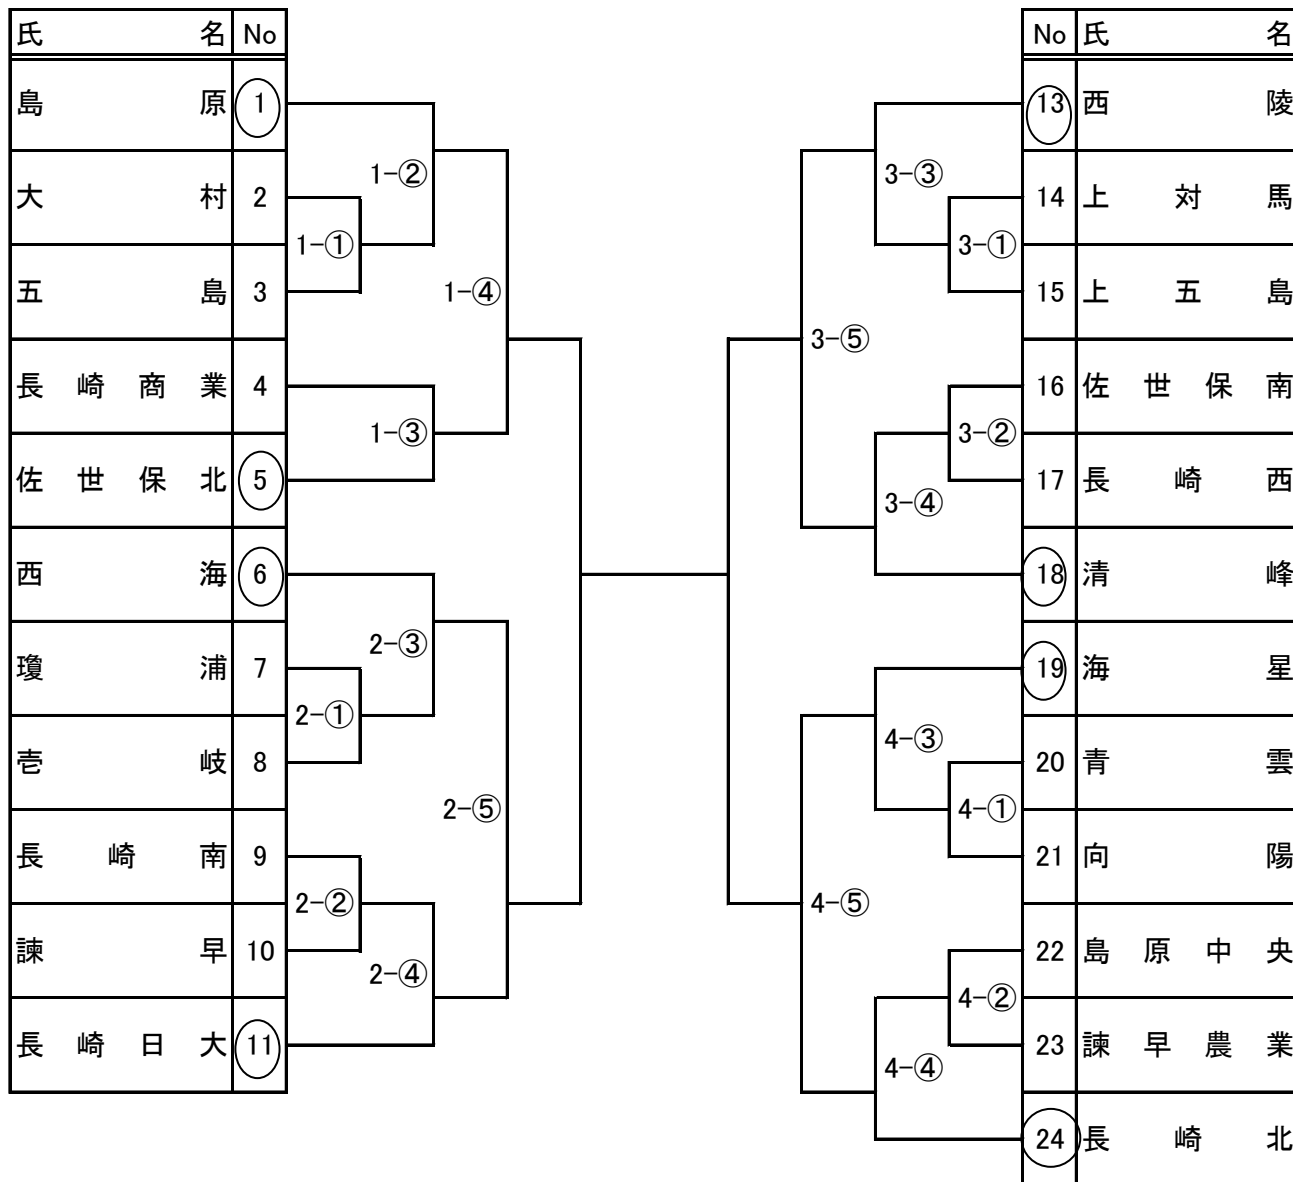 氏名 No
島原 1
大村 2
五島 3
長崎商業 4
佐世保北 5
西海 6
瓊浦 7
壱岐 8
長崎南 9
諫早 10
長崎日大 11
1-②
1-①
1-④
1-③
2-③
2-①
2-⑤
2-②
2-④
3-③
3-①
3-⑤
3-②
3-④
4-③
4-①
4-⑤
4-②
4-④
No 氏名
13 西陵
14 上対馬
15 上五島
16 佐世保南
17 長崎西
18 清峰
19 海星
20 青雲
21 向陽
22 島原中央
23 諫早農業
24 長崎北